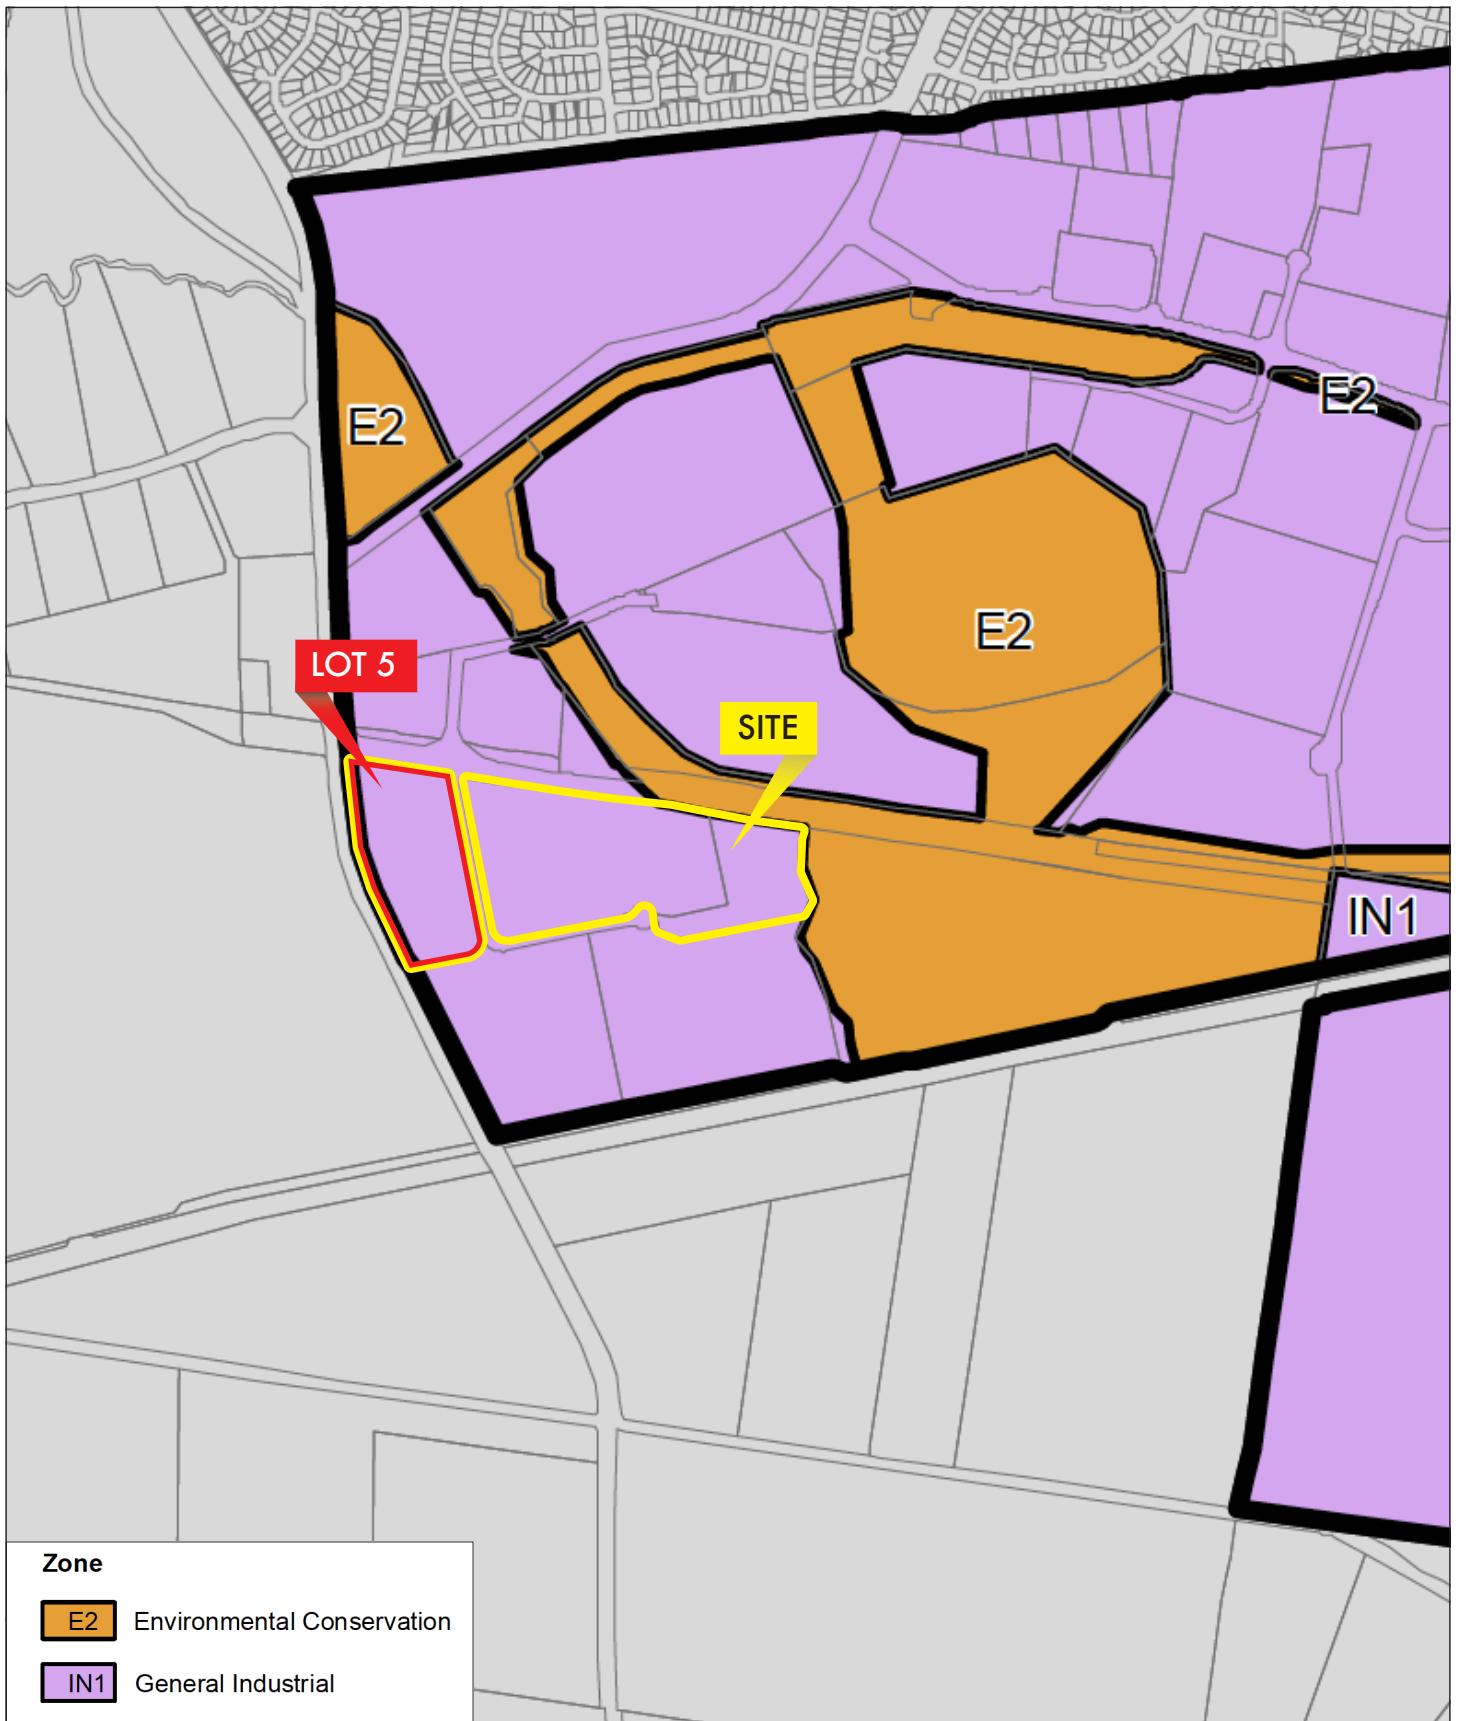 E2
E2
E2
LOT 5
SITE
IN1
Zone
E2 Environmental Conservation
IN1 General Industrial